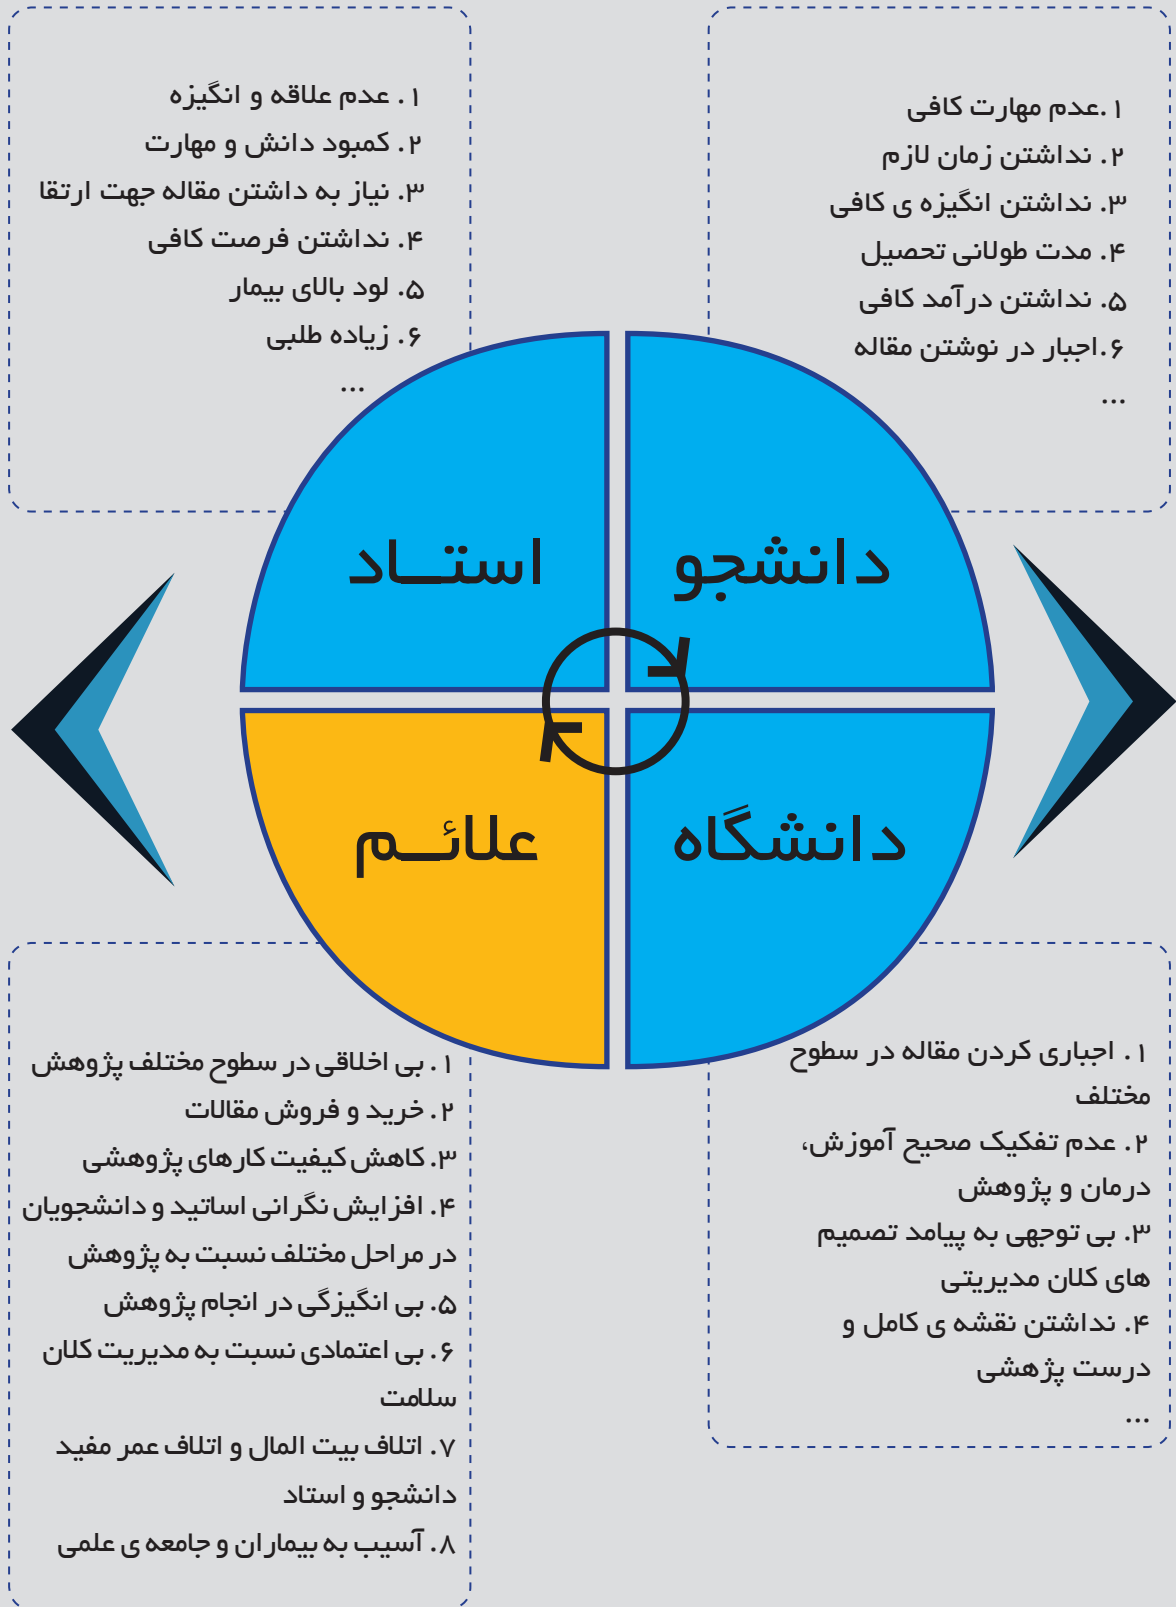 ۱.عدم مهارت کافی
۲. نداشتن زمان لازم
۳. نداشتن انگیزه ی کافی
۴. مدت طولانی تحصیل
۵. نداشتن درآمد کافی
۶.اجبار در نوشتن مقاله
...
۱. عدم علاقه و انگیزه
۲. کمبود دانش و مهارت
۳. نیاز به داشتن مقاله جهت ارتقا
۴. نداشتن فرصت کافی
۵. لود بالای بیمار
۶. زیاده طلبی
...
دانشجو
استــاد
دانشگاه
علائــم
۱. اجباری کردن مقاله در سطوح
مختلف
۲. عدم تفکیک صحیح آموزش،
درمان و پژوهش
۳. بی توجهی به پیامد تصمیم
های کلان مدیریتی
۴. نداشتن نقشه ی کامل و
درست پژهشی
...
۱. بی اخلاقی در سطوح مختلف پژوهش
۲. خرید و فروش مقالات
۳. کاهش کیفیت کارهای پژوهشی
۴. افزایش نگرانی اساتید و دانشجویان
در مراحل مختلف نسبت به پژوهش
۵. بی انگیزگی در انجام پژوهش
۶. بی اعتمادی نسبت به مدیریت کلان
سلامت
۷. اتلاف بیت المال و اتلاف عمر مفید
دانشجو و استاد
۸. آسیب به بیماران و جامعه ی علمی